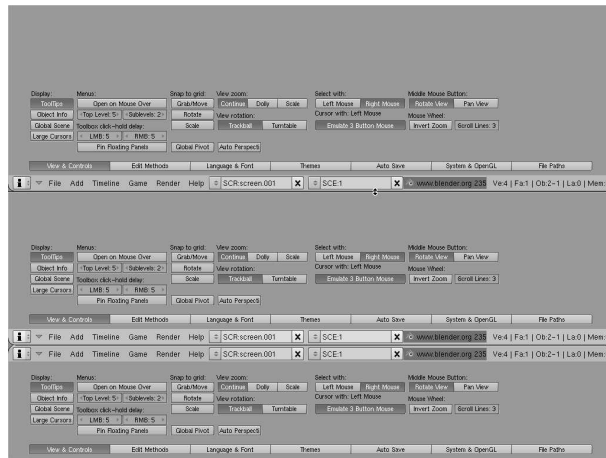 Display: Menus: Snap to grid: View zoom: Select with: Middle Mouse Button:
ToolTips Open on Mouse Over Grab/Move Continue Dolly Scale Left Mouse Right Mouse Rotate View Pan View
Object Info Top Level: 5 Sublevels: 2 Rotate View rotation: Cursor with: Left Mouse Mouse Wheel:
Global Scene Toolbox click-hold delay: Scale Trackball Turntable Emulate 3 Button Mouse Invert Zoom Scroll Lines: 3
Large Cursors LMB: 5 RMB: 5
Pin Floating Panels Global Pivot Auto Perspecti
View & Controls Edit Methods Language & Font Themes Auto Save System & OpenGL File Paths
File Add Timeline Game Render Help SCR:screen.001 X SCE:1 X www.blender.org 235 Ve:4 | Fa:1 | Ob:2-1 | La:0 | Mem:
Display: Menus: Snap to grid: View zoom: Select with: Middle Mouse Button:
ToolTips Open on Mouse Over Grab/Move Continue Dolly Scale Left Mouse Right Mouse Rotate View Pan View
Object Info Top Level: 5 Sublevels: 2 Rotate View rotation: Cursor with: Left Mouse Mouse Wheel:
Global Scene Toolbox click-hold delay: Scale Trackball Turntable Emulate 3 Button Mouse Invert Zoom Scroll Lines: 3
Large Cursors LMB: 5 RMB: 5
Pin Floating Panels Global Pivot Auto Perspecti
View & Controls Edit Methods Language & Font Themes Auto Save System & OpenGL File Paths
File Add Timeline Game Render Help SCR:screen.001 X SCE:1 X www.blender.org 235 Ve:4 | Fa:1 | Ob:2-1 | La:0 | Mem:
File Add Timeline Game Render Help SCR:screen.001 X SCE:1 X www.blender.org 235 Ve:4 | Fa:1 | Ob:2-1 | La:0 | Mem:
Display: Menus: Snap to grid: View zoom: Select with: Middle Mouse Button:
ToolTips Open on Mouse Over Grab/Move Continue Dolly Scale Left Mouse Right Mouse Rotate View Pan View
Object Info Top Level: 5 Sublevels: 2 Rotate View rotation: Cursor with: Left Mouse Mouse Wheel:
Global Scene Toolbox click-hold delay: Scale Trackball Turntable Emulate 3 Button Mouse Invert Zoom Scroll Lines: 3
Large Cursors LMB: 5 RMB: 5
Pin Floating Panels Global Pivot Auto Perspecti
View & Controls Edit Methods Language & Font Themes Auto Save System & OpenGL File Paths